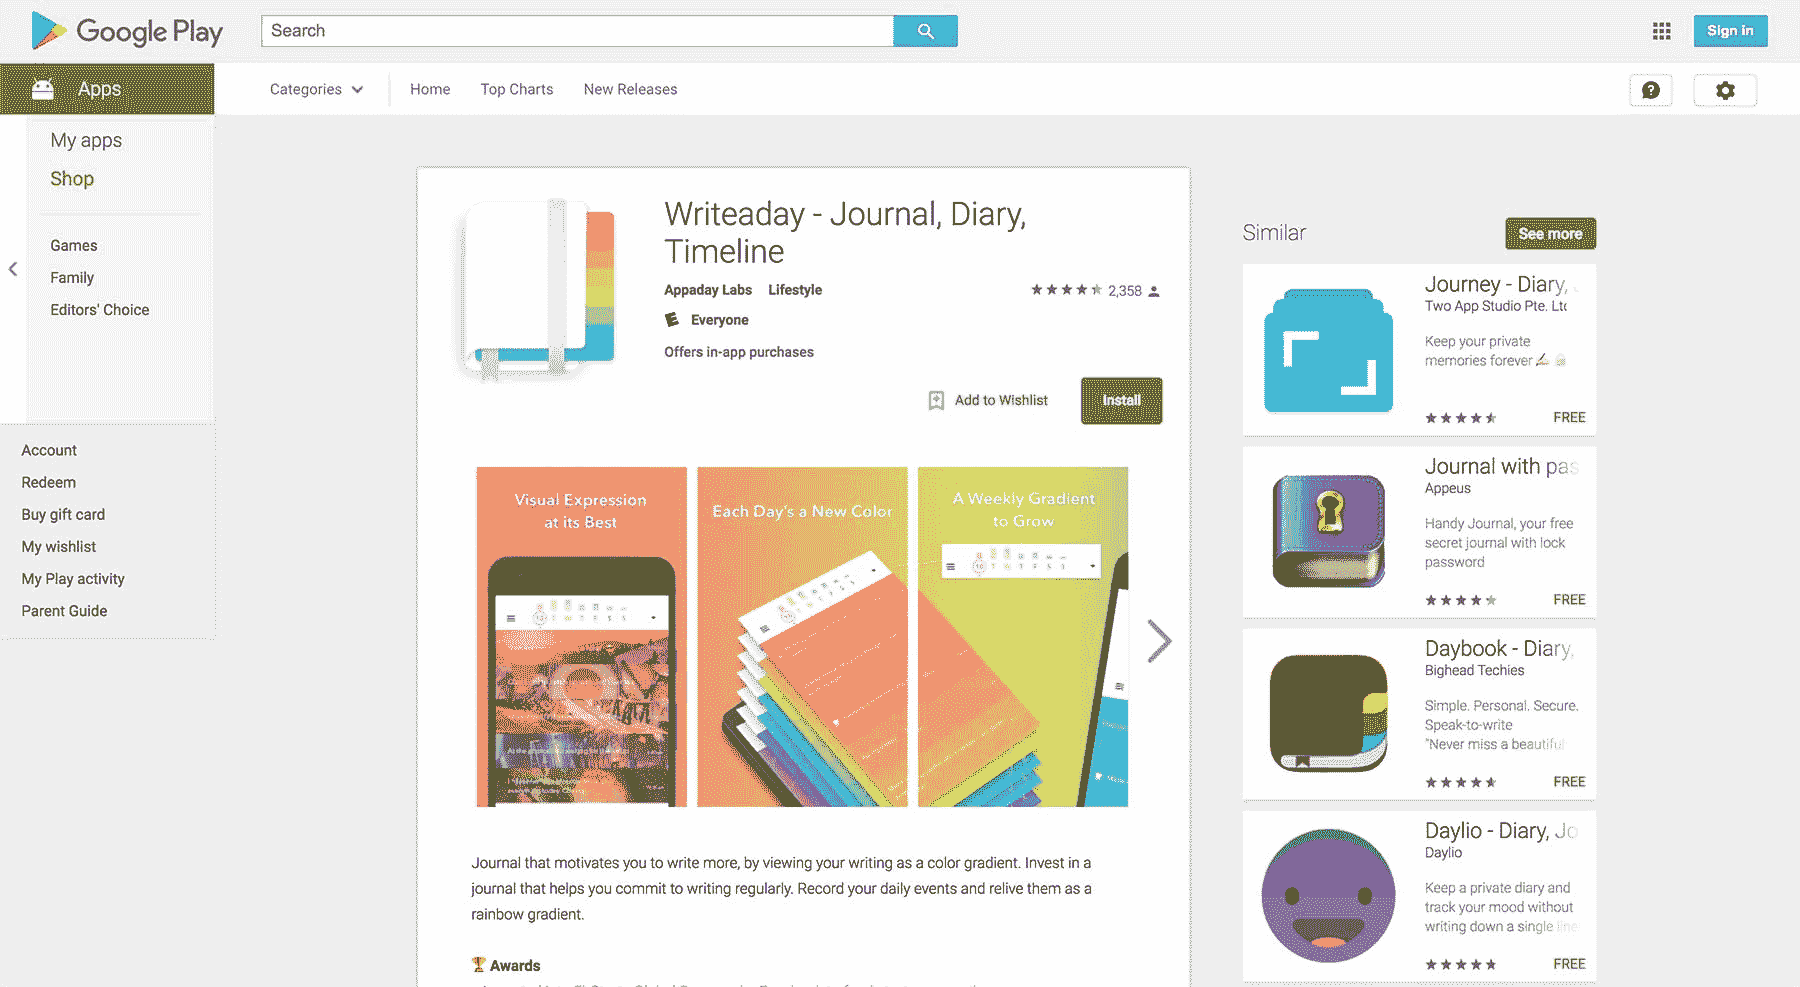 Google Play
Search
Sign in
Apps
Categories
Home
Top Charts
New Releases
My apps
Shop
Games
Family
Editors' Choice
Account
Redeem
Buy gift card
My wishlist
My Play activity
Parent Guide
Writeaday - Journal, Diary,
Timeline
Appaday Labs Lifestyle
2,358
E Everyone
Offers in-app purchases
Add to Wishlist
Install
Visual Expression
at its Best
Each Day's a New Color
A Weekly Gradient
to Grow
Journal that motivates you to write more, by viewing your writing as a color gradient. Invest in a
journal that helps you commit to writing regularly. Record your daily events and relive them as a
rainbow gradient.
Awards
Similar
See more
Journey - Diary,
Two App Studio Pte. Ltd
Keep your private
memories forever
FREE
Journal with pas
Appeus
Handy Journal, your free
secret journal with lock
password
FREE
Daybook - Diary,
Bighead Techies
Simple. Personal. Secure.
Speak-to-write
"Never miss a beautiful
FREE
Daylio - Diary, Jo
Daylio
Keep a private diary and
track your mood without
writing down a single line
FREE